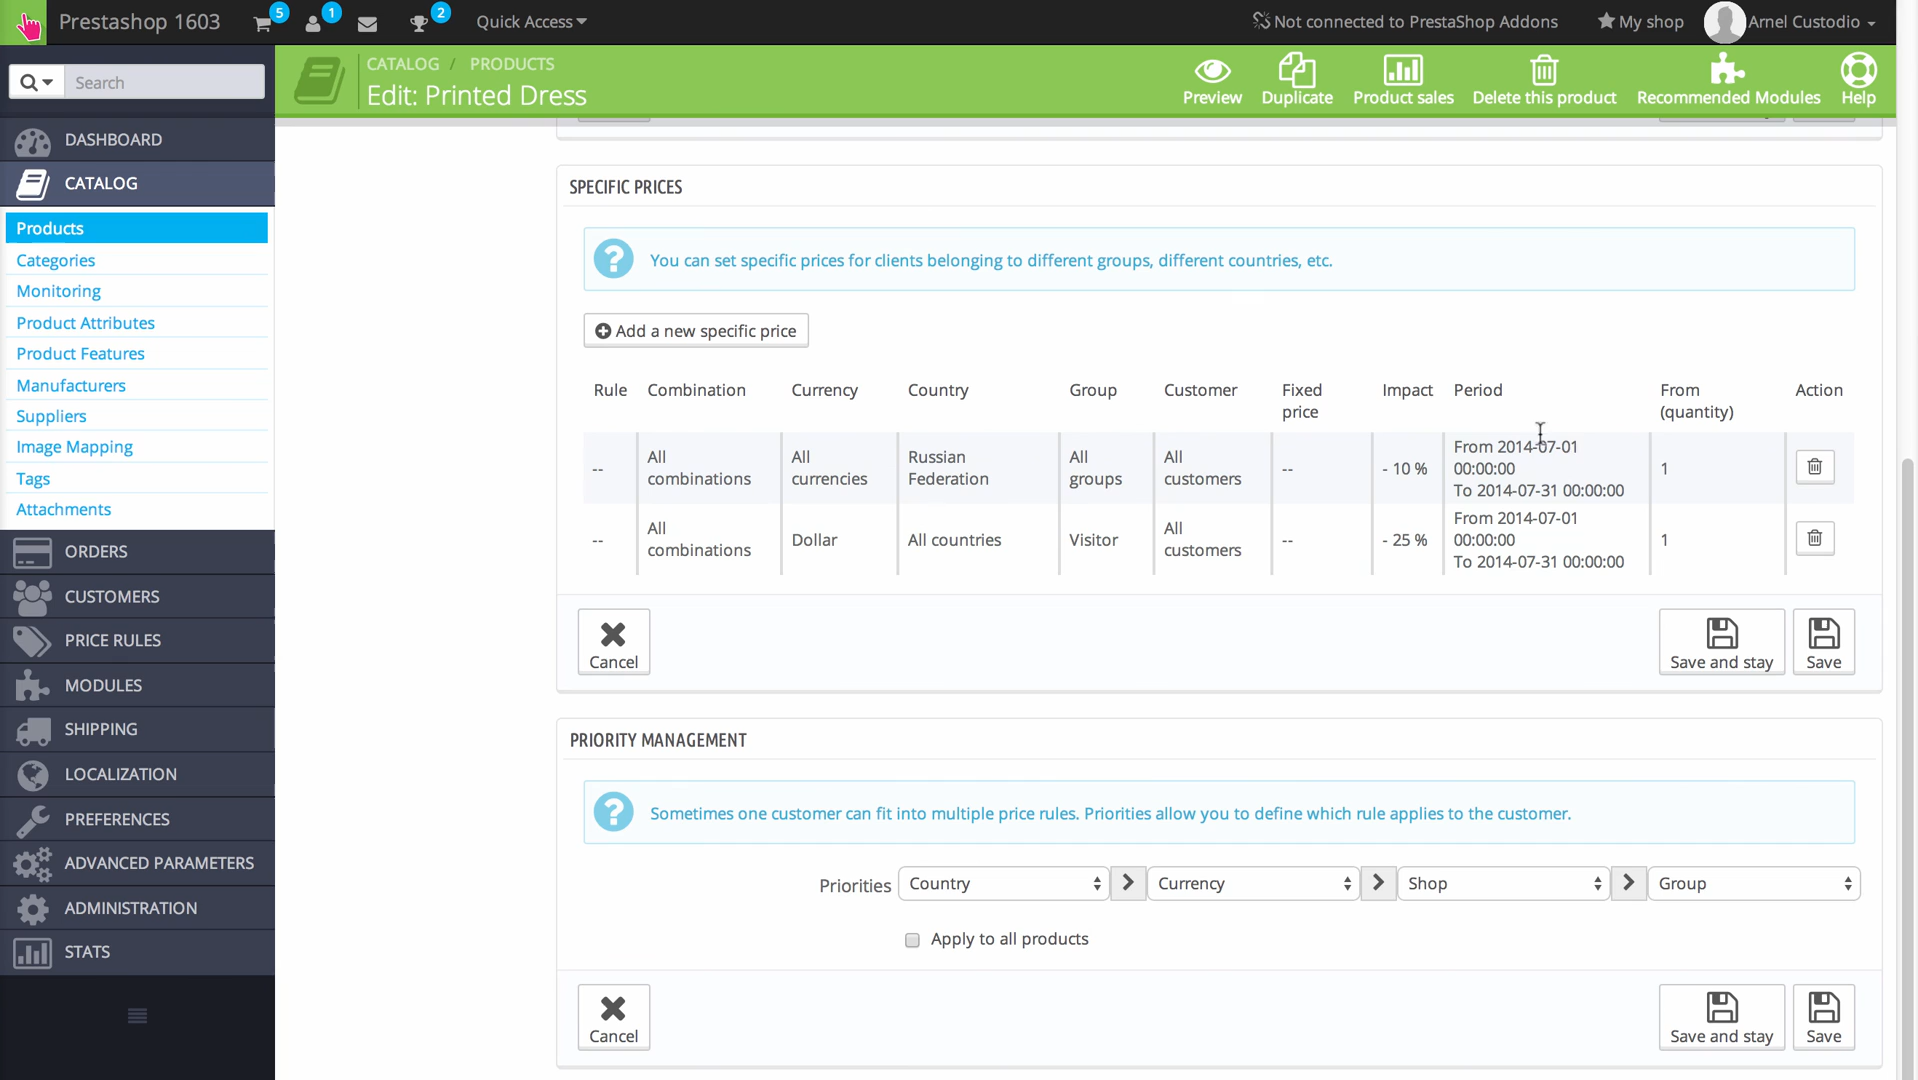 Prestashop 1603
5
1
2
Quick Access
Not connected to PrestaShop Addons
My shop
Arnel Custodio
Search
CATALOG / PRODUCTS
Edit: Printed Dress
Preview
Duplicate
Product sales
Delete this product
Recommended Modules
Help
DASHBOARD
CATALOG
Products
Categories
Monitoring
Product Attributes
Product Features
Manufacturers
Suppliers
Image Mapping
Tags
Attachments
ORDERS
CUSTOMERS
PRICE RULES
MODULES
SHIPPING
LOCALIZATION
PREFERENCES
ADVANCED PARAMETERS
ADMINISTRATION
STATS
SPECIFIC PRICES
? You can set specific prices for clients belonging to different groups, different countries, etc.
Add a new specific price
Rule Combination Currency Country Group Customer Fixed price Impact Period From (quantity) Action
-- All combinations All currencies Russian Federation All groups All customers -- - 10 % From 2014-07-01 00:00:00 To 2014-07-31 00:00:00 1
-- All combinations Dollar All countries Visitor All customers -- - 25 % From 2014-07-01 00:00:00 To 2014-07-31 00:00:00 1
Cancel
Save and stay
Save
PRIORITY MANAGEMENT
? Sometimes one customer can fit into multiple price rules. Priorities allow you to define which rule applies to the customer.
Priorities Country > Currency > Shop > Group
Apply to all products
Cancel
Save and stay
Save